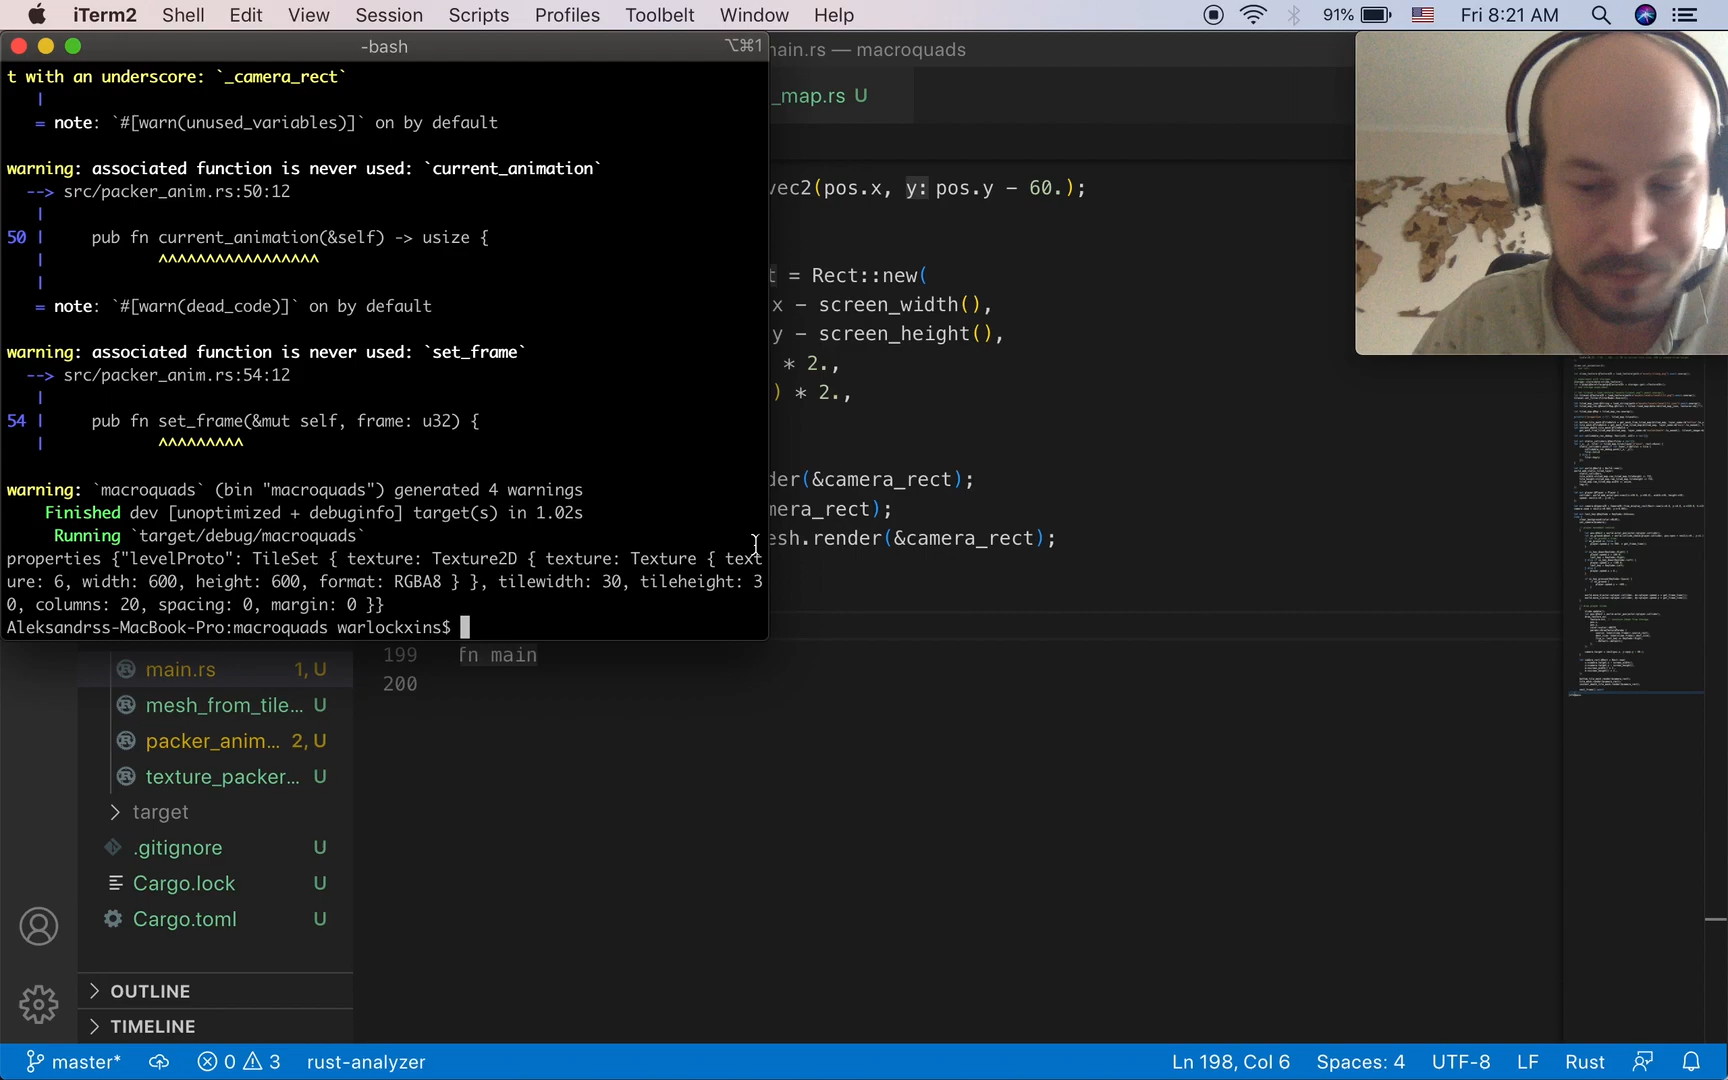 iTerm2 Shell Edit View Session Scripts Profiles Toolbelt Window Help 91% Fri 8:21 AM
-bash ⌥⌘1
main.rs — macroquads
_map.rs U
t with an underscore: `_camera_rect`
|
= note: `#[warn(unused_variables)]` on by default
warning: associated function is never used: `current_animation`
--> src/packer_anim.rs:50:12
|
50 | pub fn current_animation(&self) -> usize {
| ^^^^^^^^^^^^^^^^^
|
= note: `#[warn(dead_code)]` on by default
warning: associated function is never used: `set_frame`
--> src/packer_anim.rs:54:12
|
54 | pub fn set_frame(&mut self, frame: u32) {
| ^^^^^^^^^
warning: `macroquads` (bin "macroquads") generated 4 warnings
Finished dev [unoptimized + debuginfo] target(s) in 1.02s
Running `target/debug/macroquads`
properties {"levelProto": TileSet { texture: Texture2D { texture: Texture { text
ure: 6, width: 600, height: 600, format: RGBA8 } }, tilewidth: 30, tileheight: 3
0, columns: 20, spacing: 0, margin: 0 }}
Aleksandrss-MacBook-Pro:macroquads warlockxins$
vec2(pos.x, y: pos.y - 60.);
t = Rect::new(
x - screen_width(),
y - screen_height(),
* 2.,
) * 2.,
der(&camera_rect);
mera_rect);
esh.render(&camera_rect);
199 fn main
200
main.rs 1, U
mesh_from_tile... U
packer_anim... 2, U
texture_packer... U
target
.gitignore U
Cargo.lock U
Cargo.toml U
OUTLINE
TIMELINE
master* 0 3 rust-analyzer Ln 198, Col 6 Spaces: 4 UTF-8 LF Rust